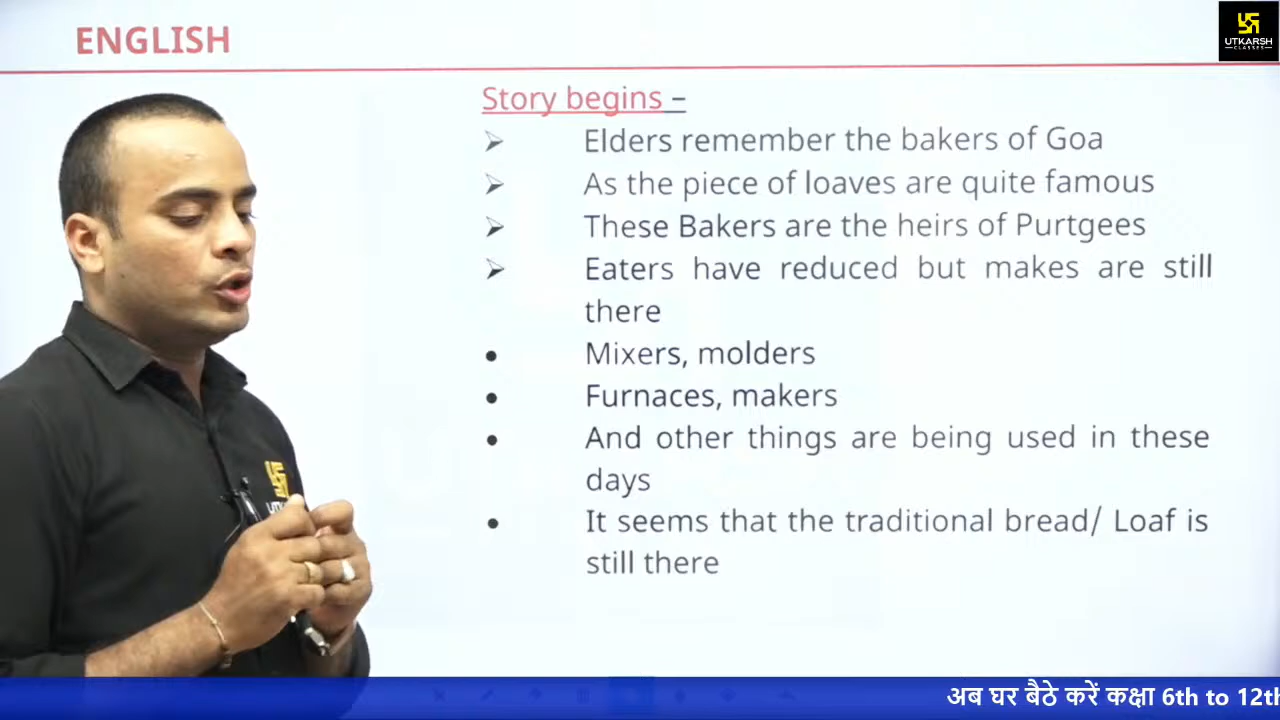 ENGLISH
UTKARSH
CLASSES
Story begins –
➢ Elders remember the bakers of Goa
➢ As the piece of loaves are quite famous
➢ These Bakers are the heirs of Purtgees
➢ Eaters have reduced but makes are still
there
• Mixers, molders
• Furnaces, makers
• And other things are being used in these
days
• It seems that the traditional bread/ Loaf is
still there
अब घर बैठे करें कक्षा 6th to 12th